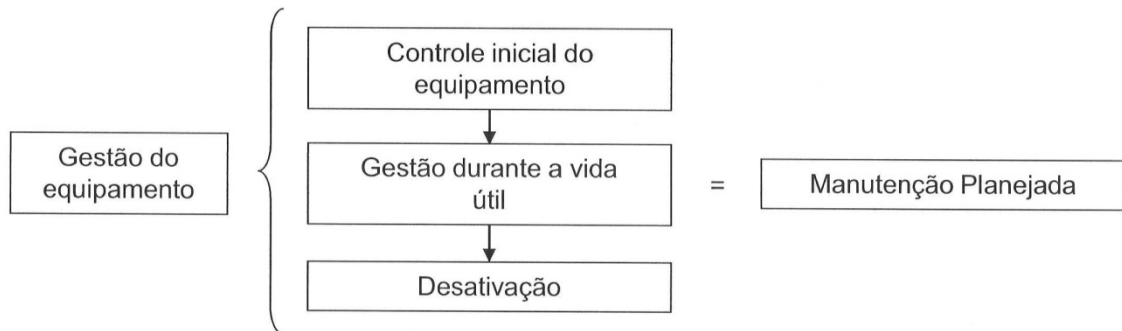 Gestão do
equipamento
Controle inicial do
equipamento
Gestão durante a vida
útil
=
Manutenção Planejada
Desativação